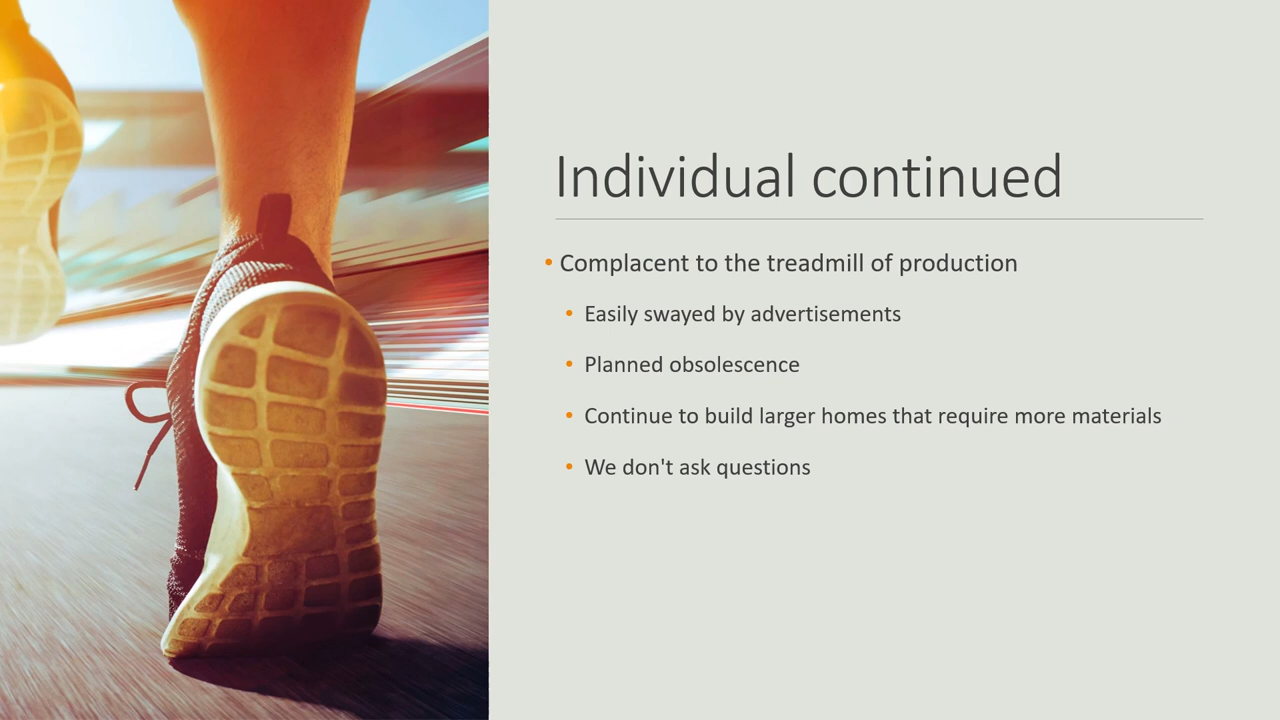 Individual continued
• Complacent to the treadmill of production
• Easily swayed by advertisements
• Planned obsolescence
• Continue to build larger homes that require more materials
• We don't ask questions